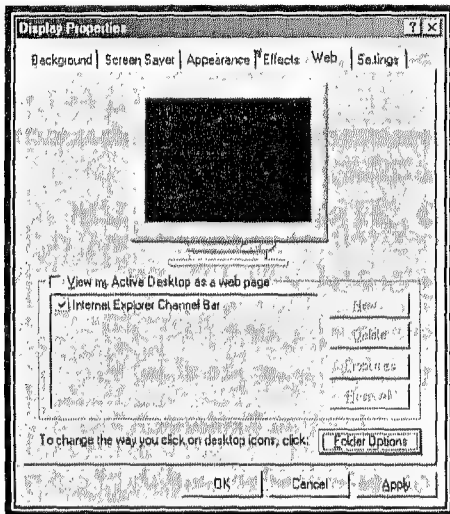 Display Properties
Background Screen Saver Appearance Effects Web Settings
View my Active Desktop as a web page
Internet Explorer Channel Bar
New...
Delete
Properties
Reset all
To change the way you click on desktop icons, click: Folder Options
OK Cancel Apply